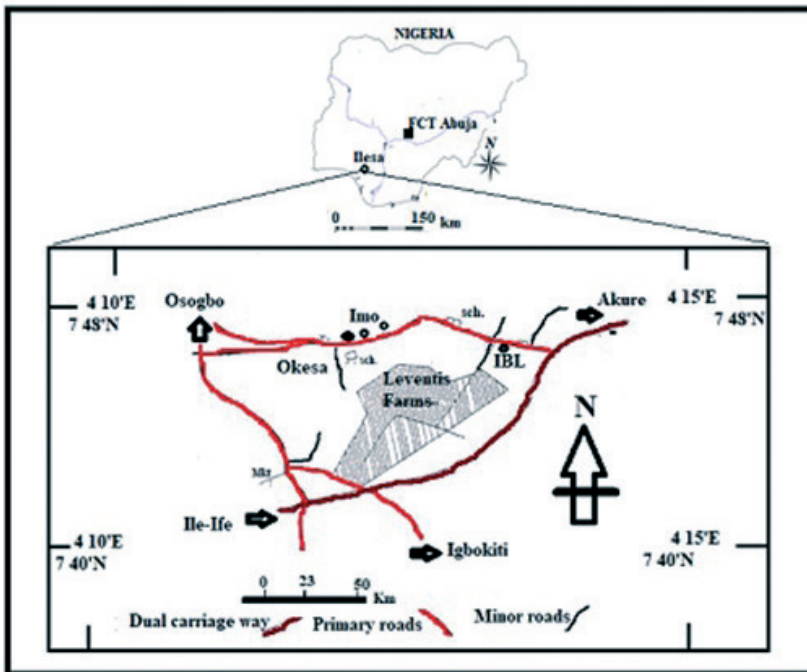 NIGERIA
FCT Abuja
N
Ilesa
0 150
km
4 10'E
7 48'N
Osogbo
Imo
sch.
Akure
4 15'E
7 48'N
Okesa
sch.
IBL
Leventis
Farms
N
Mkt
Ile-Ife
Igbokiti
4 10'E
7 40'N
4 15'E
7 40'N
0 23 50
Km
Dual carriage way Primary roads Minor roads